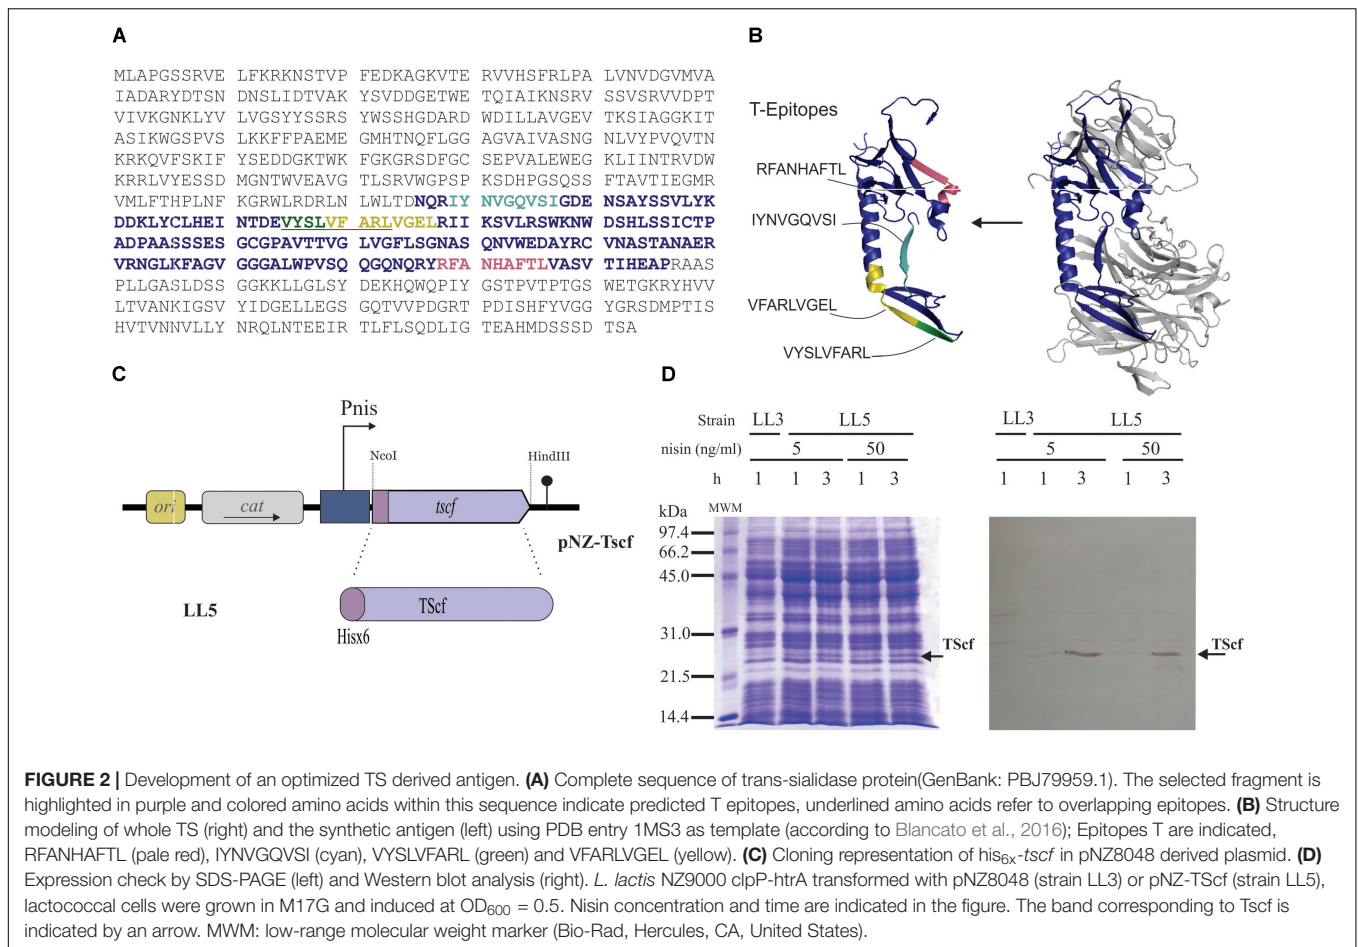 A
MLAPGSSRVE LFKRKNSTVP FEDKAGKVTE RVVHSFRLPA LVNVDGVMVA
IADARYDTSN DNSLIDTVAK YSVDDGETWE TQIAIKNSRV SSVSRVVDPT
VIVKGNKLYV LVGSYYSSRS YWSSHGDARD WDILLAVGEV TKSIAGGKIT
ASIKWGSPVS LKKFFPAEME GMHTNQFLGG AGVAIVASNG NLVYPVQVTN
KRKQVFSKIF YSEDDGKTWK FGKGRSDFGC SEPVALEWEG KLIINTRVDW
KRRLVYESSD MGNTWVEAVG TLSRVWGPSP KSDHPGSQSS FTAVTIEGMR
VMLFTHPLNF KGRWLRDRLN LWLTDNQRIY NVGQVSIGDE NSAYSSVLYK
DDKLYCLHEI NTDEVYSLVF ARLVGELRII KSVLRSWKNW DSHLSSICTP
ADPAASSSES GCGPAVTTVG LVGFLSGNAS QNVWEDAYRC VNASTANAER
VRNGLKFAGV GGGALWPVSQ QGQNQRYRFA NHAFTLVASV TIHEAPRAAS
PLLGASLDSS GGKKLLGLSY DEKHQWQPIY GSTPVTPTGS WETGKRYHVV
LTVANKIGSV YIDGELLEGS GQTVVPDGRT PDISHFYVGG YGRSDMPTIS
HVTVNNVLLY NRQLNTEEIR TLFLSQDLIG TEAHMDSSSD TSA
B
T-Epitopes
RFANHAFTL
IYNVGQVSI
VFARLVGEL
VYSLVFARL
C
Pnis
NcoI
HindIII
ori
cat
tscf
pNZ-Tscf
LL5
TScf
Hisx6
D
Strain LL3 LL5
nisin (ng/ml) 5 50
h 1 1 3 1 3
kDa MWM
97.4
66.2
45.0
31.0
21.5
14.4
TScf
LL3 LL5
5 50
1 1 3 1 3
TScf
FIGURE 2 | Development of an optimized TS derived antigen. (A) Complete sequence of trans-sialidase protein(GenBank: PBJ79959.1). The selected fragment is
highlighted in purple and colored amino acids within this sequence indicate predicted T epitopes, underlined amino acids refer to overlapping epitopes. (B) Structure
modeling of whole TS (right) and the synthetic antigen (left) using PDB entry 1MS3 as template (according to Blancato et al., 2016); Epitopes T are indicated,
RFANHAFTL (pale red), IYNVGQVSI (cyan), VYSLVFARL (green) and VFARLVGEL (yellow). (C) Cloning representation of his6x-tscf in pNZ8048 derived plasmid. (D)
Expression check by SDS-PAGE (left) and Western blot analysis (right). L. lactis NZ9000 clpP-htrA transformed with pNZ8048 (strain LL3) or pNZ-TScf (strain LL5),
lactococcal cells were grown in M17G and induced at OD600 = 0.5. Nisin concentration and time are indicated in the figure. The band corresponding to Tscf is
indicated by an arrow. MWM: low-range molecular weight marker (Bio-Rad, Hercules, CA, United States).